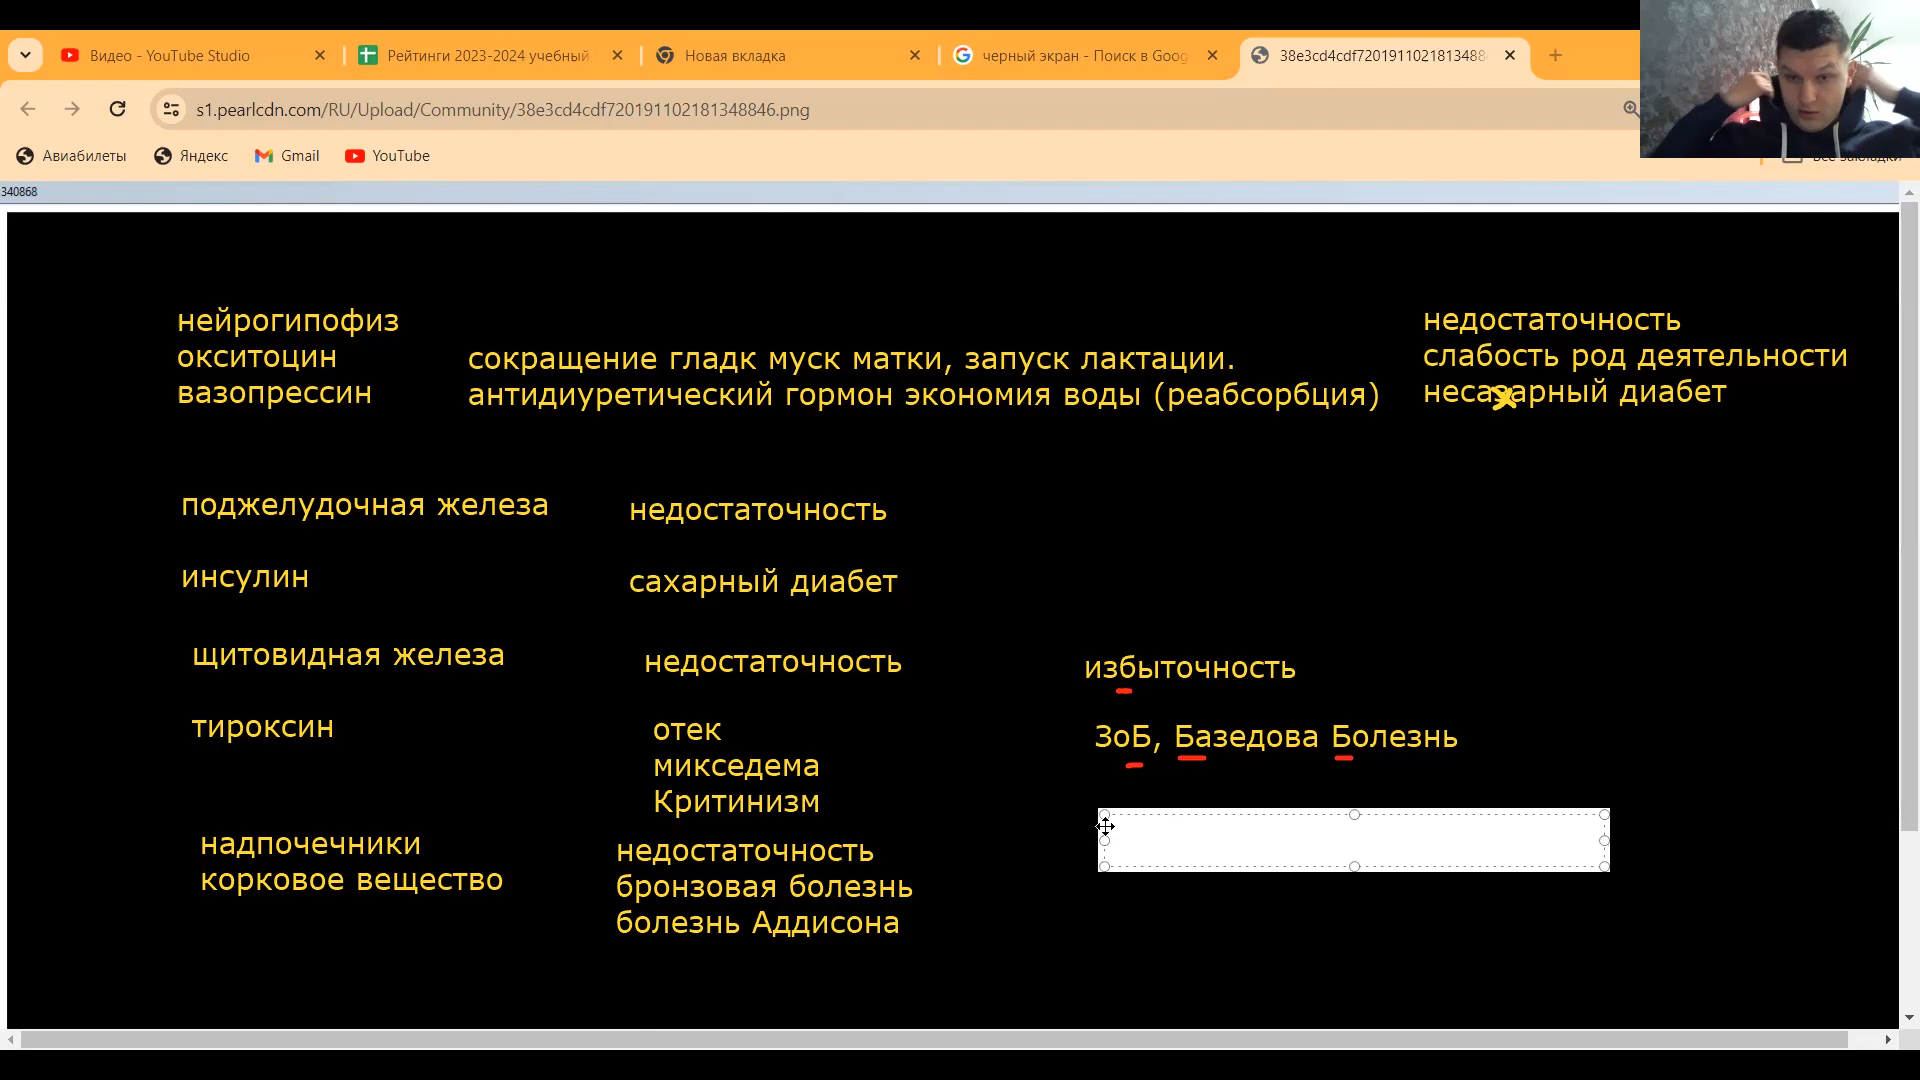 Видео - YouTube Studio
Рейтинги 2023-2024 учебный
Новая вкладка
черный экран - Поиск в Goog
38e3cd4cdf7201911021813488
s1.pearlcdn.com/RU/Upload/Community/38e3cd4cdf7201911021813488​46.png
Авиабилеты
Яндекс
Gmail
YouTube
340868
нейрогипофиз
окситоцин
вазопрессин
сокращение гладк муск матки, запуск лактации.
антидиуретический гормон экономия воды (реабсорбция)
недостаточность
слабость род деятельности
несахарный диабет
поджелудочная железа
недостаточность
инсулин
сахарный диабет
щитовидная железа
недостаточность
избыточность
тироксин
отек
микседема
Критинизм
ЗоБ, Базедова Болезнь
надпочечники
корковое вещество
недостаточность
бронзовая болезнь
болезнь Аддисона